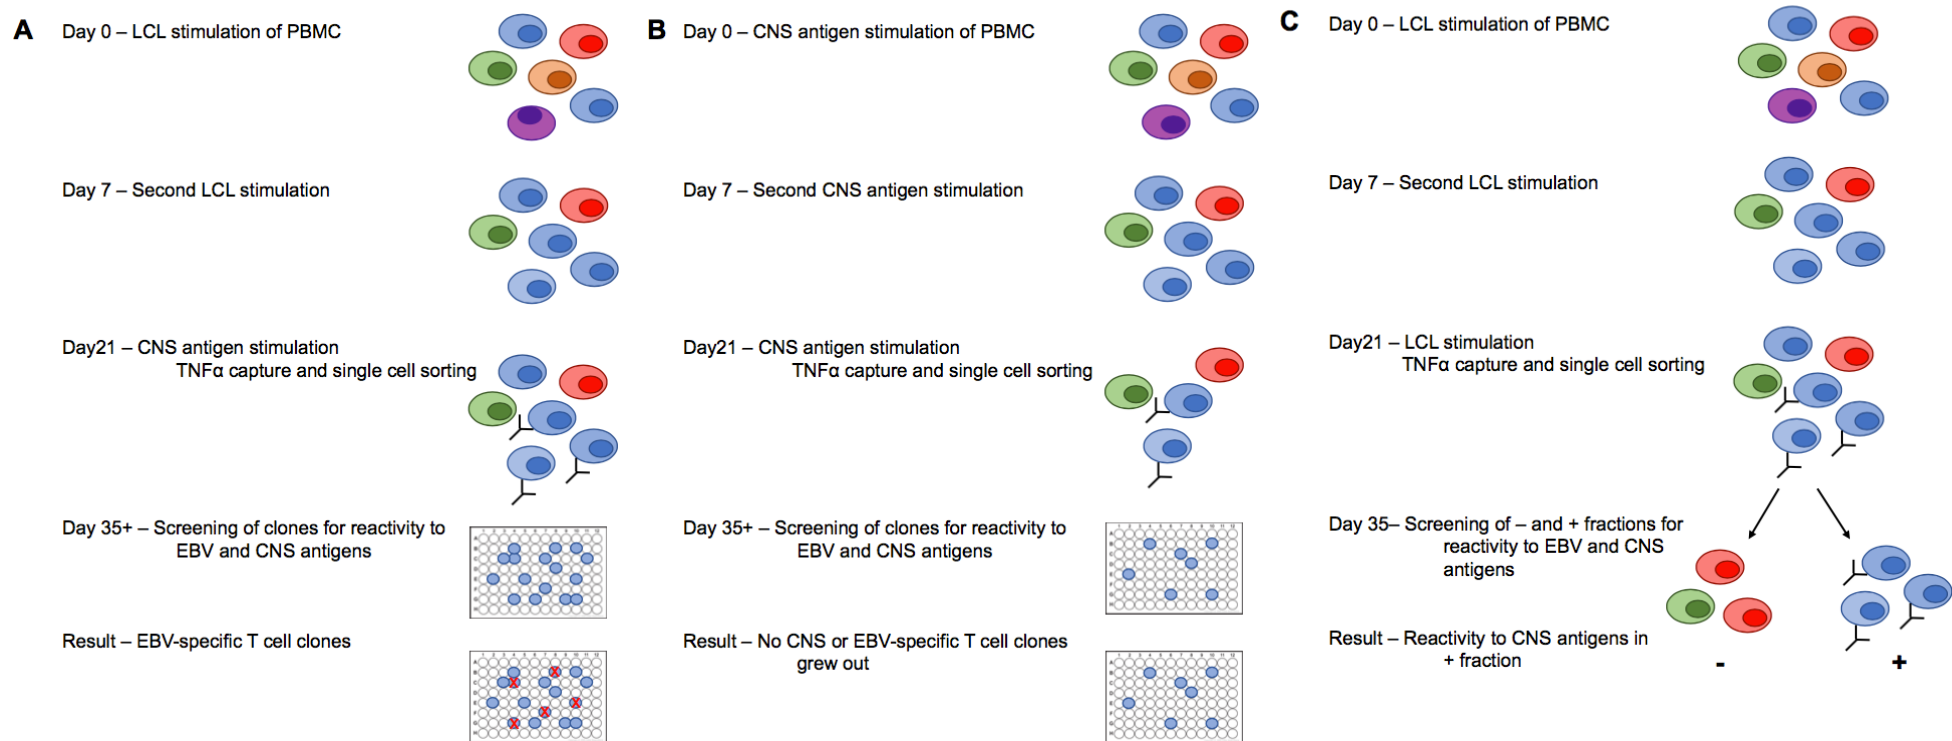 A
Day 0 – LCL stimulation of PBMC
Day 7 – Second LCL stimulation
Day21 – CNS antigen stimulation
TNFα capture and single cell sorting
Day 35+ – Screening of clones for reactivity to
EBV and CNS antigens
Result – EBV-specific T cell clones
X
X
X
X
X
B
Day 0 – CNS antigen stimulation of PBMC
Day 7 – Second CNS antigen stimulation
Day21 – CNS antigen stimulation
TNFα capture and single cell sorting
Day 35+ – Screening of clones for reactivity to
EBV and CNS antigens
Result – No CNS or EBV-specific T cell clones
grew out
C
Day 0 – LCL stimulation of PBMC
Day 7 – Second LCL stimulation
Day21 – LCL stimulation
TNFα capture and single cell sorting
Day 35– Screening of – and + fractions for
reactivity to EBV and CNS
antigens
Result – Reactivity to CNS antigens in
+ fraction
- +